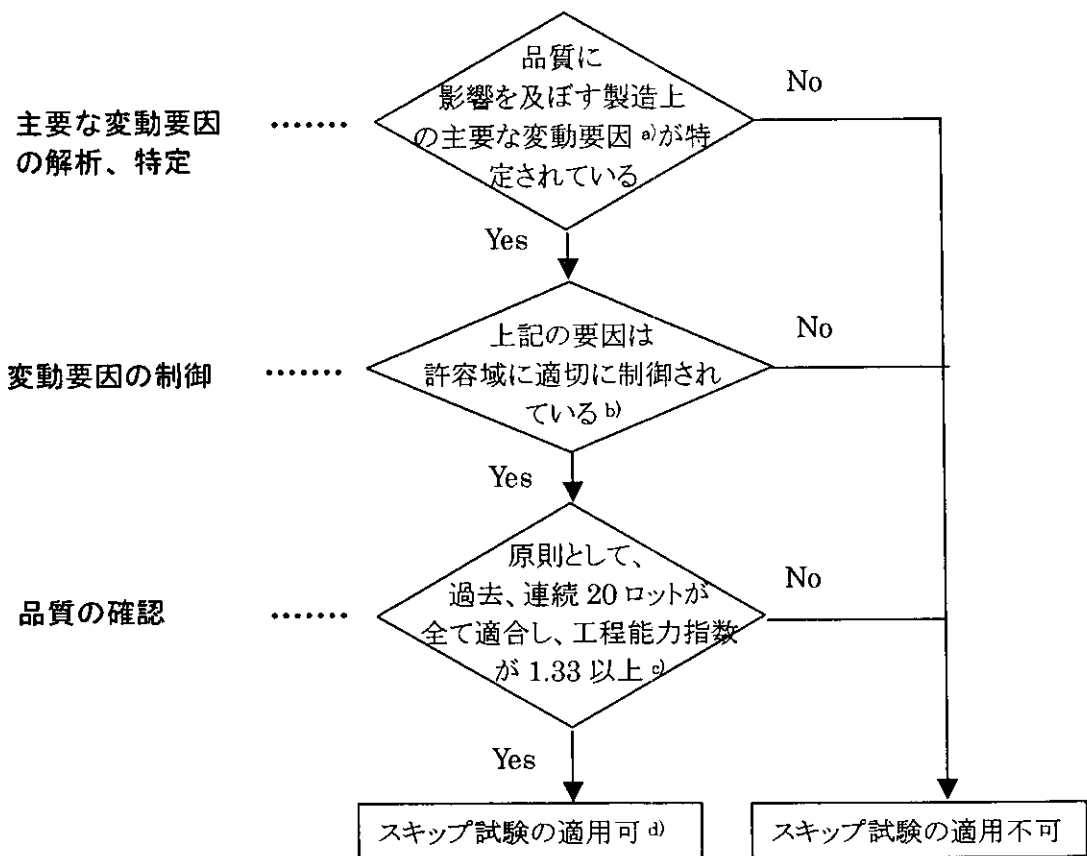 品質に
影響を及ぼす製造上
の主要な変動要因 a)が特
定されている
No
主要な変動要因
の解析、特定
.......
Yes
上記の要因は
許容域に適切に制御され
ている b)
No
変動要因の制御
.......
Yes
原則として、
過去、連続 20 ロットが
全て適合し、工程能力指数
が 1.33 以上 c)
No
品質の確認
.......
Yes
スキップ試験の適用可 d)
スキップ試験の適用不可